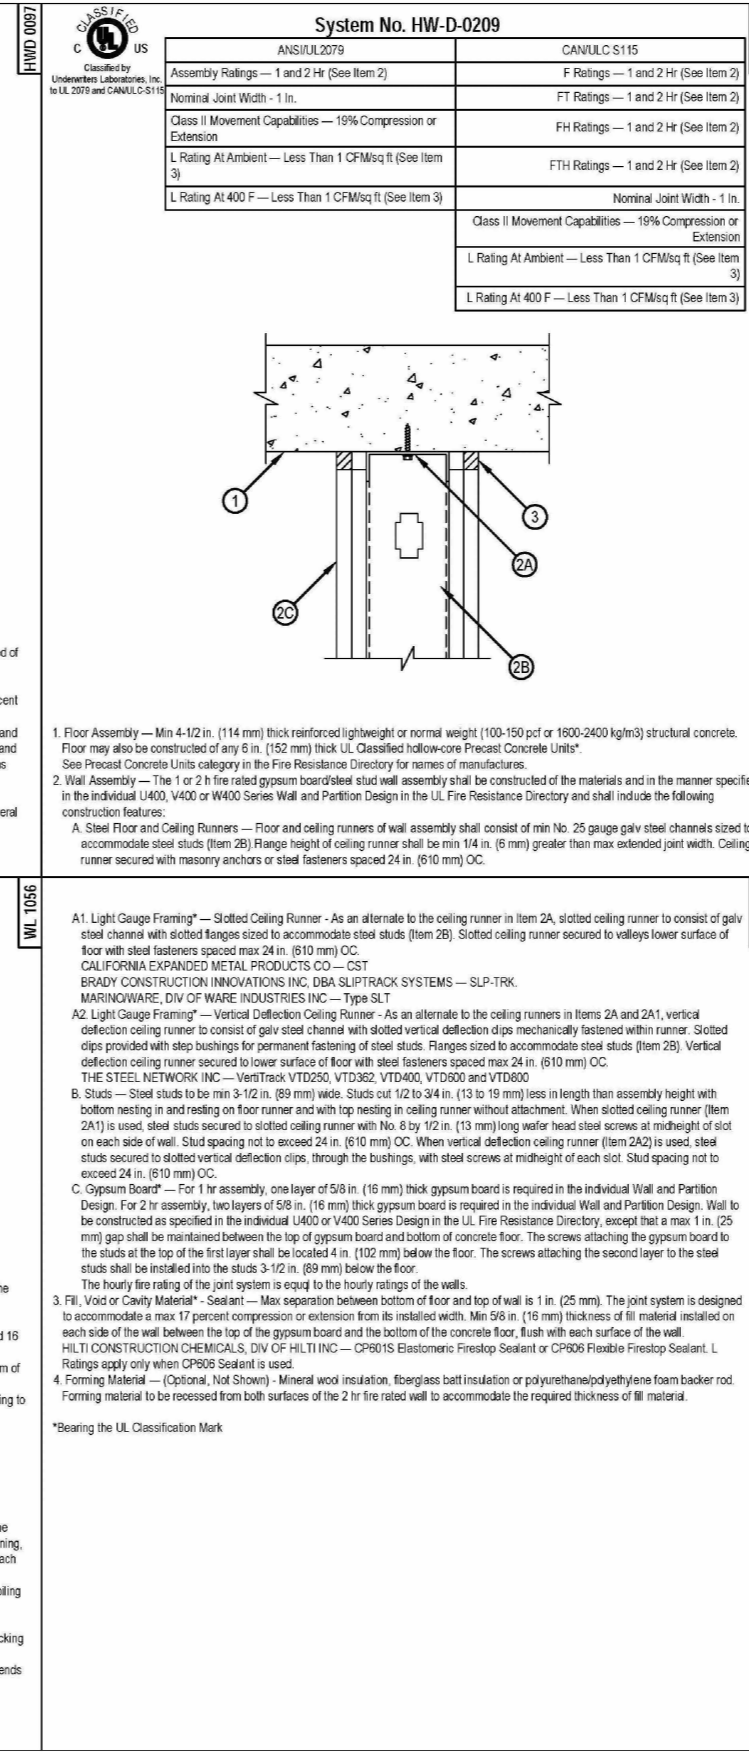 HWD 0097
CLASSIFIED
C UL US
Classified by
Underwriters Laboratories, Inc.
to UL 2079 and CAN/ULC-S115
System No. HW-D-0209
ANSI/UL2079
CAN/ULC S115
Assembly Ratings — 1 and 2 Hr (See Item 2)
F Ratings — 1 and 2 Hr (See Item 2)
Nominal Joint Width - 1 In.
FT Ratings — 1 and 2 Hr (See Item 2)
Class II Movement Capabilities — 19% Compression or
Extension
FH Ratings — 1 and 2 Hr (See Item 2)
L Rating At Ambient — Less Than 1 CFM/sq ft (See Item
3)
FTH Ratings — 1 and 2 Hr (See Item 2)
L Rating At 400 F — Less Than 1 CFM/sq ft (See Item 3)
Nominal Joint Width - 1 In.
Class II Movement Capabilities — 19% Compression or
Extension
L Rating At Ambient — Less Than 1 CFM/sq ft (See Item
3)
L Rating At 400 F — Less Than 1 CFM/sq ft (See Item 3)
1
3
2A
2C
2B
1. Floor Assembly — Min 4-1/2 in. (114 mm) thick reinforced lightweight or normal weight (100-150 pcf or 1600-2400 kg/m3) structural concrete.
Floor may also be constructed of any 6 in. (152 mm) thick UL Classified hollow-core Precast Concrete Units*.
See Precast Concrete Units category in the Fire Resistance Directory for names of manufactures.
2. Wall Assembly — The 1 or 2 h fire rated gypsum board/steel stud wall assembly shall be constructed of the materials and in the manner specifie
in the individual U400, V400 or W400 Series Wall and Partition Design in the UL Fire Resistance Directory and shall include the following
construction features:
A. Steel Floor and Ceiling Runners — Floor and ceiling runners of wall assembly shall consist of min No. 25 gauge galv steel channels sized to
accommodate steel studs (Item 2B).Flange height of ceiling runner shall be min 1/4 in. (6 mm) greater than max extended joint width. Ceiling
runner secured with masonry anchors or steel fasteners spaced 24 in. (610 mm) OC.
WL 1056
A1. Light Gauge Framing* — Slotted Ceiling Runner - As an alternate to the ceiling runner in Item 2A, slotted ceiling runner to consist of galv
steel channel with slotted flanges sized to accommodate steel studs (Item 2B). Slotted ceiling runner secured to valleys lower surface of
floor with steel fasteners spaced max 24 in. (610 mm) OC.
CALIFORNIA EXPANDED METAL PRODUCTS CO — CST
BRADY CONSTRUCTION INNOVATIONS INC, DBA SLIPTRACK SYSTEMS — SLP-TRK.
MARINO/WARE, DIV OF WARE INDUSTRIES INC — Type SLT
A2. Light Gauge Framing* — Vertical Deflection Ceiling Runner - As an alternate to the ceiling runners in Items 2A and 2A1, vertical
deflection ceiling runner to consist of galv steel channel with slotted vertical deflection clips mechanically fastened within runner. Slotted
clips provided with step bushings for permanent fastening of steel studs. Flanges sized to accommodate steel studs (Item 2B). Vertical
deflection ceiling runner secured to lower surface of floor with steel fasteners spaced max 24 in. (610 mm) OC.
THE STEEL NETWORK INC — VertiTrack VTD250, VTD362, VTD400, VTD600 and VTD800
B. Studs — Steel studs to be min 3-1/2 in. (89 mm) wide. Studs cut 1/2 to 3/4 in. (13 to 19 mm) less in length than assembly height with
bottom nesting in and resting on floor runner and with top nesting in ceiling runner without attachment. When slotted ceiling runner (Item
2A1) is used, steel studs secured to slotted ceiling runner with No. 8 by 1/2 in. (13 mm) long wafer head steel screws at midheight of slot
on each side of wall. Stud spacing not to exceed 24 in. (610 mm) OC. When vertical deflection ceiling runner (Item 2A2) is used, steel
studs secured to slotted vertical deflection clips, through the bushings, with steel screws at midheight of each slot. Stud spacing not to
exceed 24 in. (610 mm) OC.
C. Gypsum Board* — For 1 hr assembly, one layer of 5/8 in. (16 mm) thick gypsum board is required in the individual Wall and Partition
Design. For 2 hr assembly, two layers of 5/8 in. (16 mm) thick gypsum board is required in the individual Wall and Partition Design. Wall to
be constructed as specified in the individual U400 or V400 Series Design in the UL Fire Resistance Directory, except that a max 1 in. (25
mm) gap shall be maintained between the top of gypsum board and bottom of concrete floor. The screws attaching the gypsum board to
the studs at the top of the first layer shall be located 4 in. (102 mm) below the floor. The screws attaching the second layer to the steel
studs shall be installed into the studs 3-1/2 in. (89 mm) below the floor.
The hourly fire rating of the joint system is equql to the hourly ratings of the walls.
3. Fill, Void or Cavity Material* - Sealant — Max separation between bottom of floor and top of wall is 1 in. (25 mm). The joint system is designed
to accommodate a max 17 percent compression or extension from its installed width. Min 5/8 in. (16 mm) thickness of fill material installed on
each side of the wall between the top of the gypsum board and the bottom of the concrete floor, flush with each surface of the wall.
HILTI CONSTRUCTION CHEMICALS, DIV OF HILTI INC — CP601S Elastomeric Firestop Sealant or CP606 Flexible Firestop Sealant. L
Ratings apply only when CP606 Sealant is used.
4. Forming Material — (Optional, Not Shown) - Mineral wool insulation, fiberglass batt insulation or polyurethane/polyethylene foam backer rod.
Forming material to be recessed from both surfaces of the 2 hr fire rated wall to accommodate the required thickness of fill material.
*Bearing the UL Classification Mark
d of
cent
and
and
s
eral
ne
d 16
m of
ing to
ne
ning,
ach
oiling
cking
ends